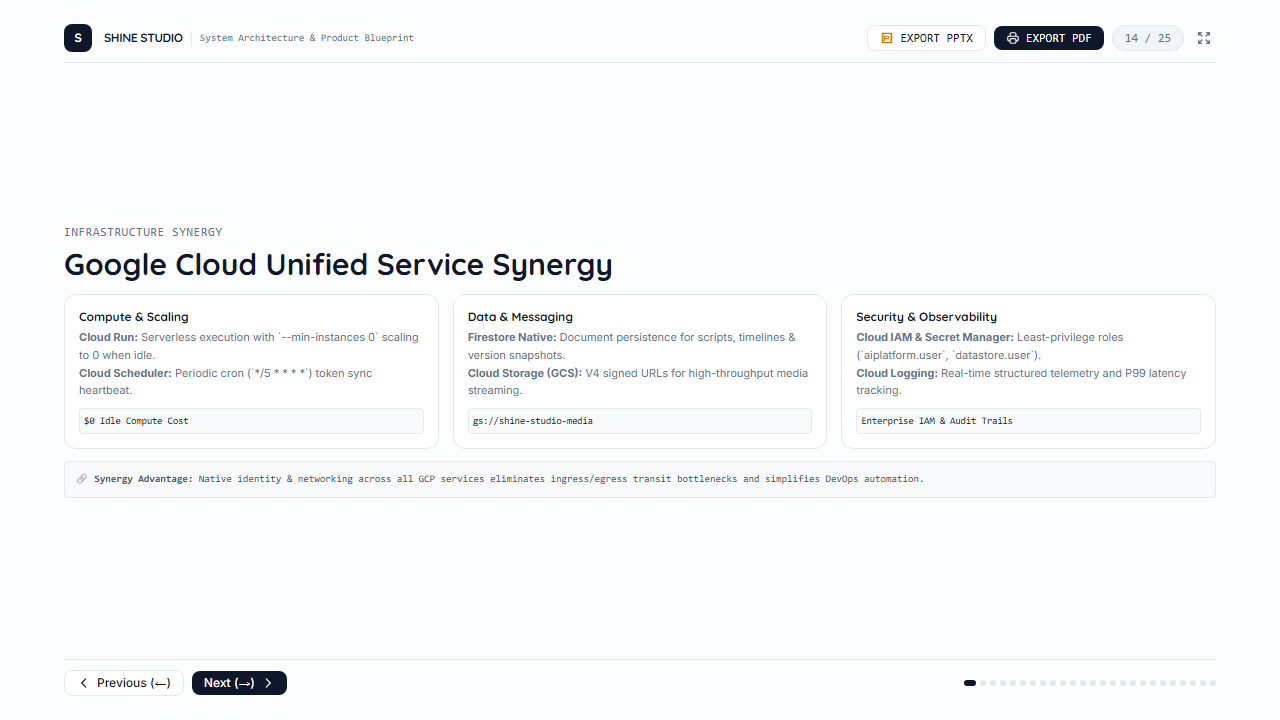 S
SHINE STUDIO
System Architecture & Product Blueprint
EXPORT PPTX
EXPORT PDF
14 / 25
INFRASTRUCTURE SYNERGY
Google Cloud Unified Service Synergy
Compute & Scaling
Cloud Run: Serverless execution with `--min-instances 0` scaling
to 0 when idle.
Cloud Scheduler: Periodic cron (`*/5 * * * *`) token sync
heartbeat.
$0 Idle Compute Cost
Data & Messaging
Firestore Native: Document persistence for scripts, timelines &
version snapshots.
Cloud Storage (GCS): V4 signed URLs for high-throughput media
streaming.
gs://shine-studio-media
Security & Observability
Cloud IAM & Secret Manager: Least-privilege roles
(`aiplatform.user`, `datastore.user`).
Cloud Logging: Real-time structured telemetry and P99 latency
tracking.
Enterprise IAM & Audit Trails
🔗 Synergy Advantage: Native identity & networking across all GCP services eliminates ingress/egress transit bottlenecks and simplifies DevOps automation.
Previous (←)
Next (→)